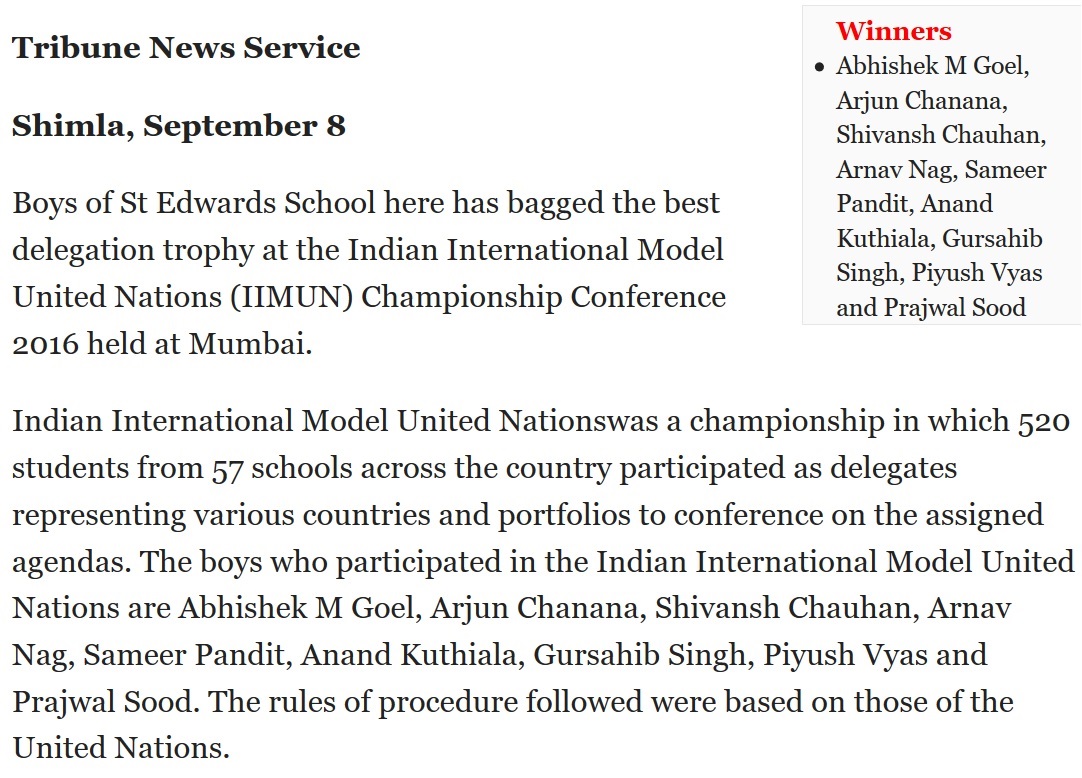 Tribune News Service
Shimla, September 8
Boys of St Edwards School here has bagged the best
delegation trophy at the Indian International Model
United Nations (IIMUN) Championship Conference
2016 held at Mumbai.
Winners
• Abhishek M Goel,
Arjun Chanana,
Shivansh Chauhan,
Arnav Nag, Sameer
Pandit, Anand
Kuthiala, Gursahib
Singh, Piyush Vyas
and Prajwal Sood
Indian International Model United Nationswas a championship in which 520
students from 57 schools across the country participated as delegates
representing various countries and portfolios to conference on the assigned
agendas. The boys who participated in the Indian International Model United
Nations are Abhishek M Goel, Arjun Chanana, Shivansh Chauhan, Arnav
Nag, Sameer Pandit, Anand Kuthiala, Gursahib Singh, Piyush Vyas and
Prajwal Sood. The rules of procedure followed were based on those of the
United Nations.